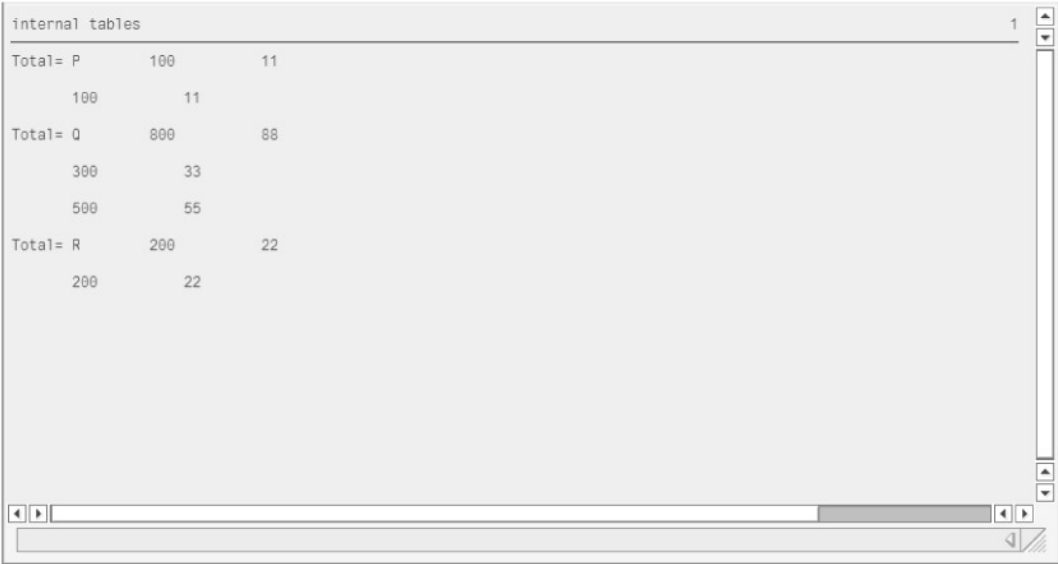 internal tables 1
Total= P 100 11
100 11
Total= Q 800 88
300 33
500 55
Total= R 200 22
200 22